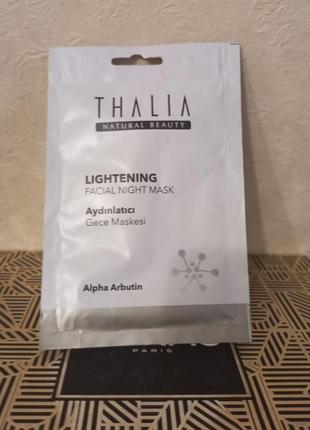 THALIA
NATURAL BEAUTY
LIGHTENING
FACIAL NIGHT MASK
Aydınlatıcı
Gece Maskesi
Alpha Arbutin
PARIS